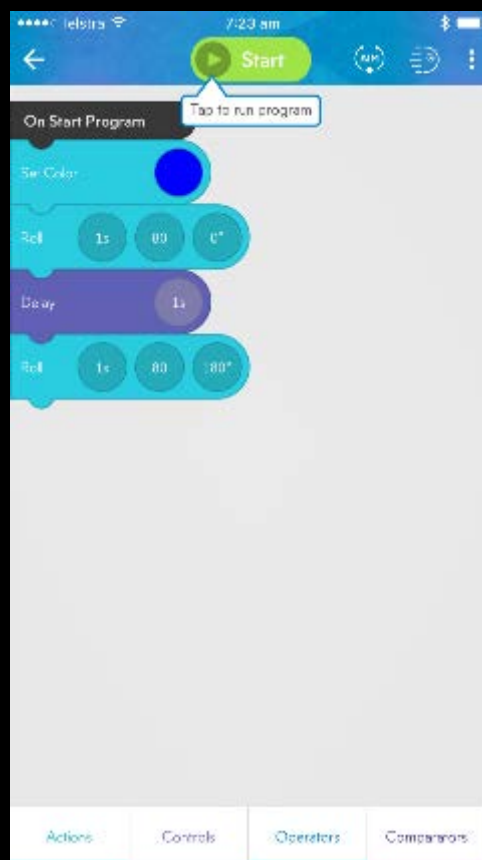 Telstra 7:23 am
Start
Tap to run program
On Start Program
Set Color
Roll 1s 80 0°
Delay 1s
Roll 1s 80 180°
Actions Controls Operators Comparators